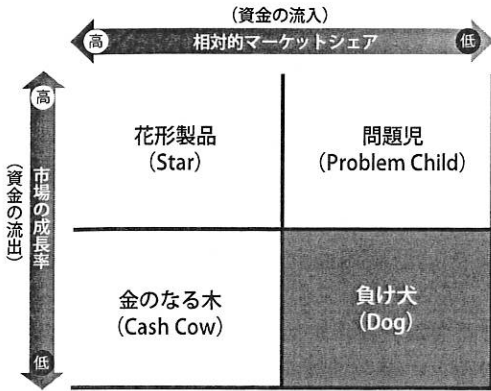 (資金の流入)
高 相対的マーケットシェア 低
高
市場の成長率
(資金の流出)
低
花形製品
(Star)
問題児
(Problem Child)
金のなる木
(Cash Cow)
負け犬
(Dog)